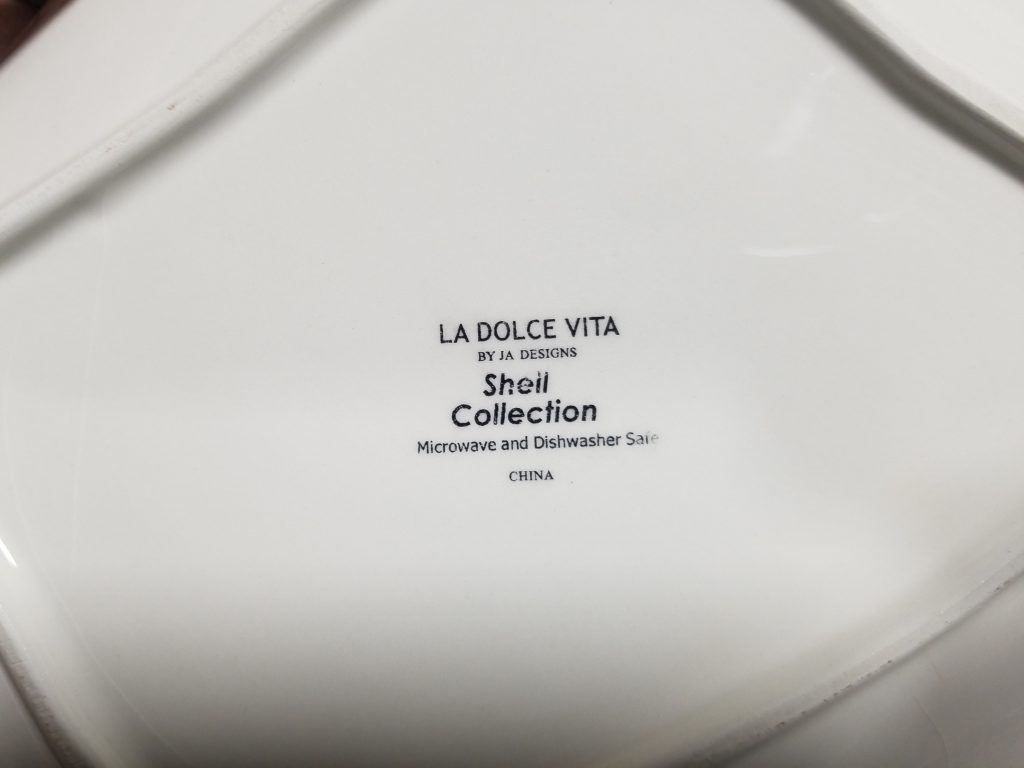 LA DOLCE VITA
BY JA DESIGNS
Shell
Collection
Microwave and Dishwasher Safe
CHINA